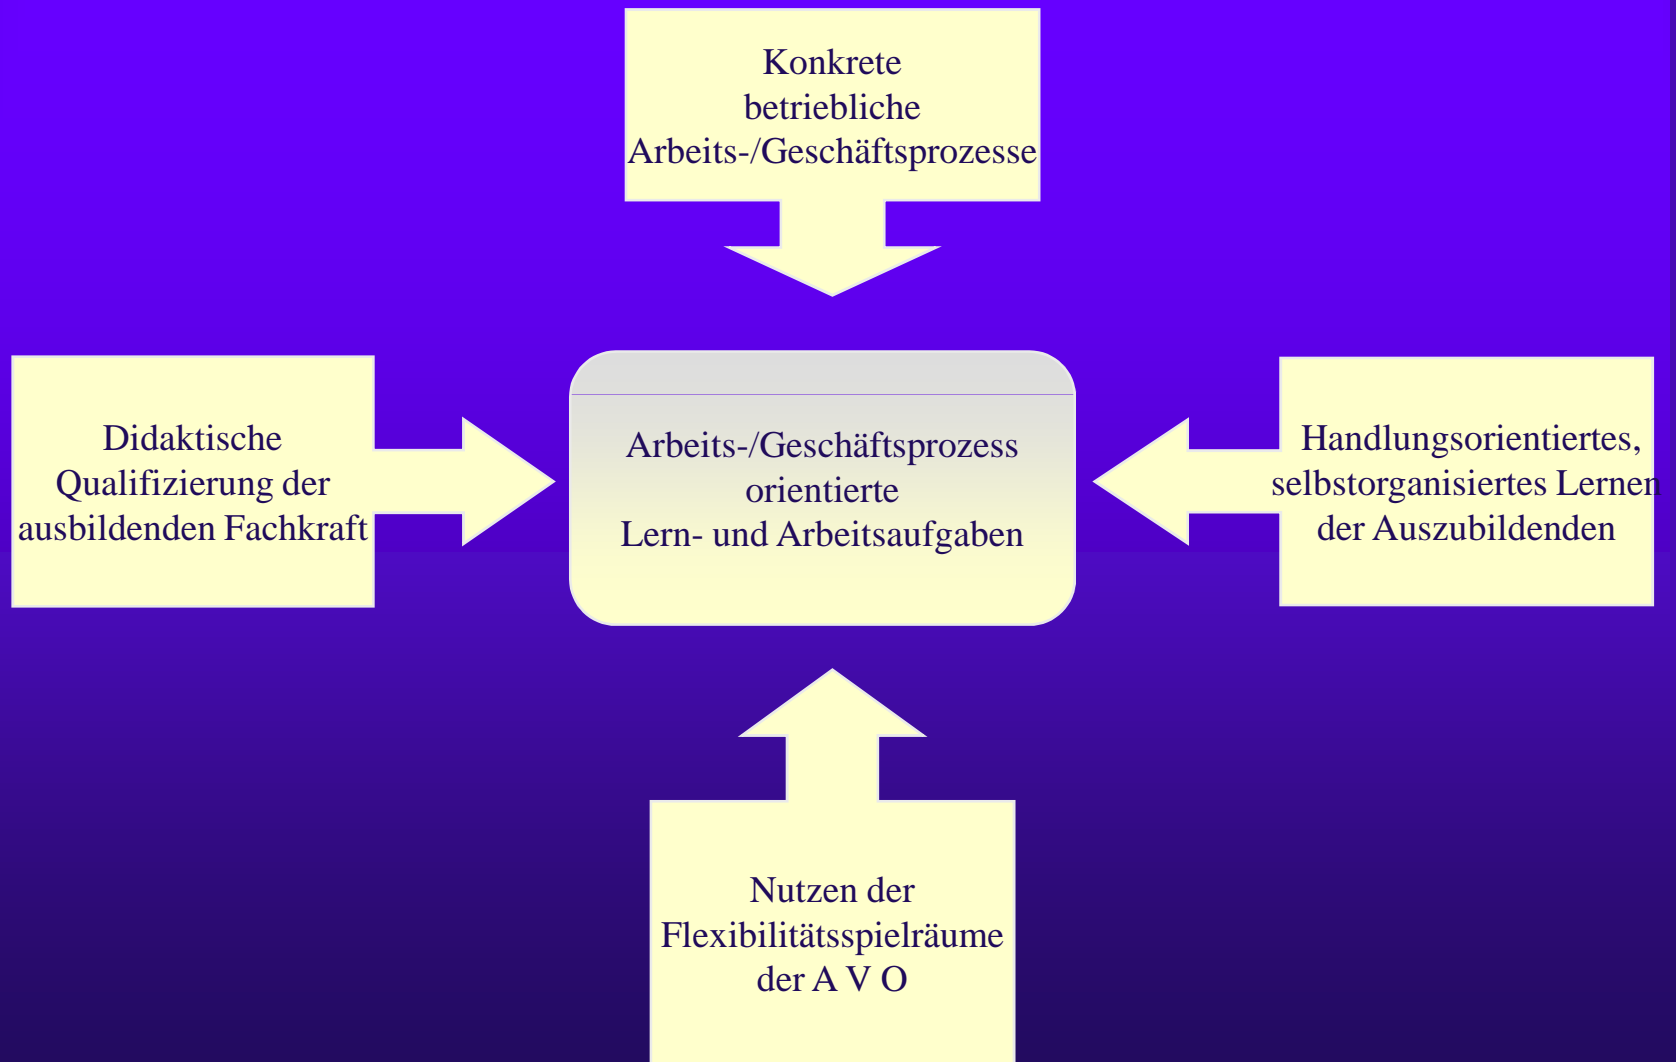 Konkrete
betriebliche
Arbeits-/Geschäftsprozesse
Didaktische
Qualifizierung der
ausbildenden Fachkraft
Arbeits-/Geschäftsprozess
orientierte
Lern- und Arbeitsaufgaben
Handlungsorientiertes,
selbstorganisiertes Lernen
der Auszubildenden
Nutzen der
Flexibilitätsspielräume
der A V O